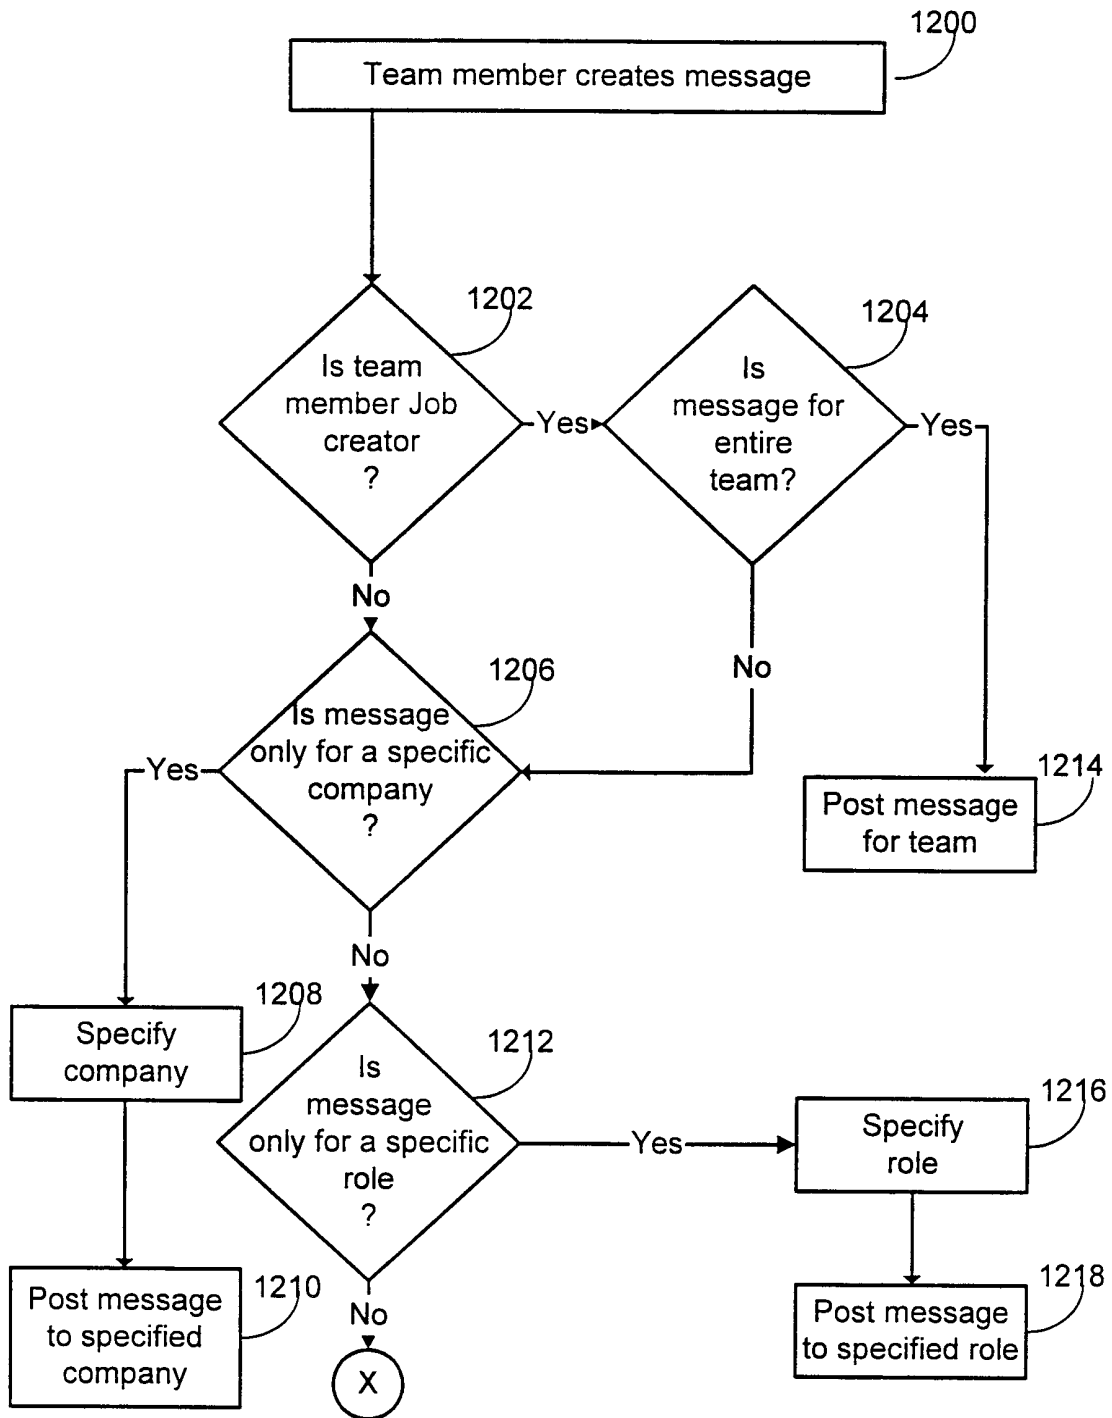 1200
Team member creates message
1202
1204
Is team
member Job
creator
?
Yes
Is
message for
entire
team?
Yes
No
No
1206
Is message
only for a specific
company
?
Yes
1214
Post message
for team
No
1208
Specify
company
1212
Is
message
only for a specific
role
?
Yes
1216
Specify
role
1210
Post message
to specified
company
No
X
1218
Post message
to specified role